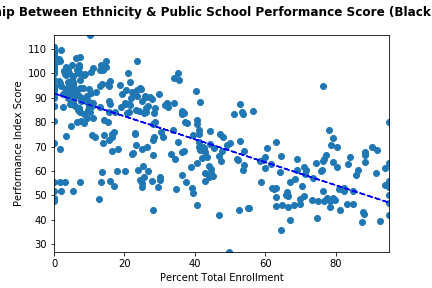 hip Between Ethnicity & Public School Performance Score (Black
110
100
90
80
70
60
50
40
30
Performance Index Score
0 20 40 60 80
Percent Total Enrollment